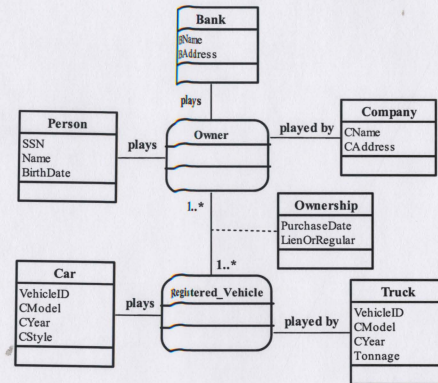 Bank
BName
BAddress
plays
Person
SSN
Name
BirthDate
plays
Owner
played by
Company
CName
CAddress
1..*
Ownership
PurchaseDate
LienOrRegular
1..*
Car
VehicleID
CModel
CYear
CStyle
plays
Registered_Vehicle
played by
Truck
VehicleID
CModel
CYear
Tonnage